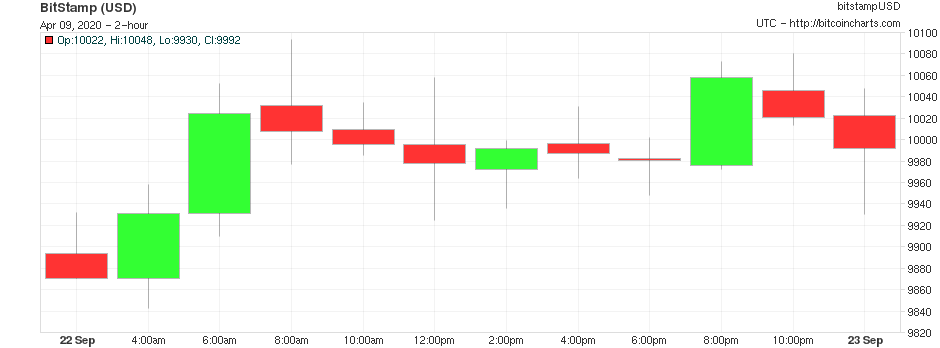 BitStamp (USD)
bitstampUSD
Apr 09, 2020 - 2-hour
UTC - http://bitcoincharts.com
Op:10022, Hi:10048, Lo:9930, Cl:9992
10100
10080
10060
10040
10020
10000
9980
9960
9940
9920
9900
9880
9860
9840
9820
22 Sep 4:00am 6:00am 8:00am 10:00am 12:00pm 2:00pm 4:00pm 6:00pm 8:00pm 10:00pm 23 Sep